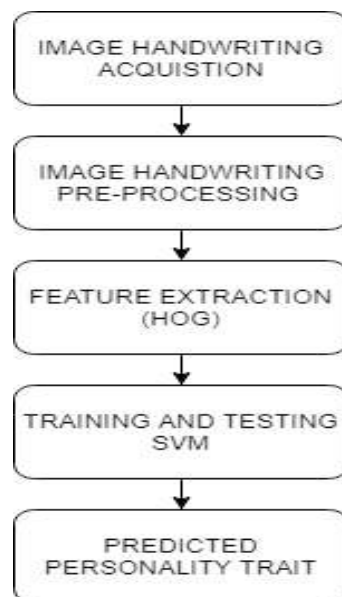 IMAGE HANDWRITING
ACQUISTION
IMAGE HANDWRITING
PRE-PROCESSING
FEATURE EXTRACTION
(HOG)
TRAINING AND TESTING
SVM
PREDICTED
PERSONALITY TRAIT